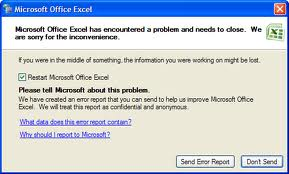 Microsoft Office Excel
Microsoft Office Excel has encountered a problem and needs to close. We
are sorry for the inconvenience.
If you were in the middle of something, the information you were working on might be lost.
Restart Microsoft Office Excel
Please tell Microsoft about this problem.
We have created an error report that you can send to help us improve Microsoft Office
Excel. We will treat this report as confidential and anonymous.
What data does this error report contain?
Why should I report to Microsoft?
Send Error Report
Don't Send